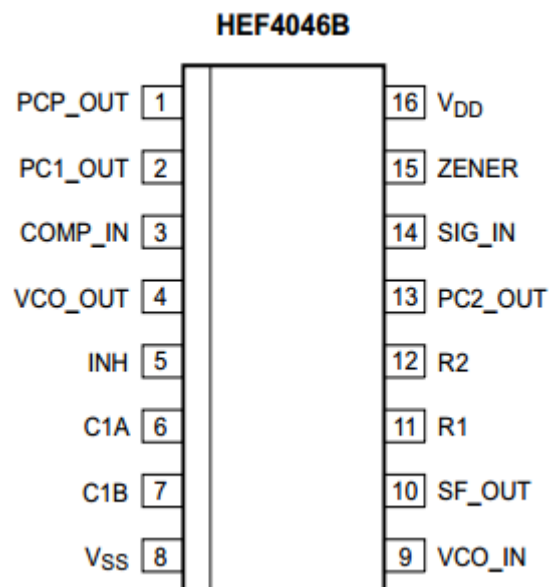 HEF4046B
PCP_OUT 1 16 VDD
PC1_OUT 2 15 ZENER
COMP_IN 3 14 SIG_IN
VCO_OUT 4 13 PC2_OUT
INH 5 12 R2
C1A 6 11 R1
C1B 7 10 SF_OUT
VSS 8 9 VCO_IN